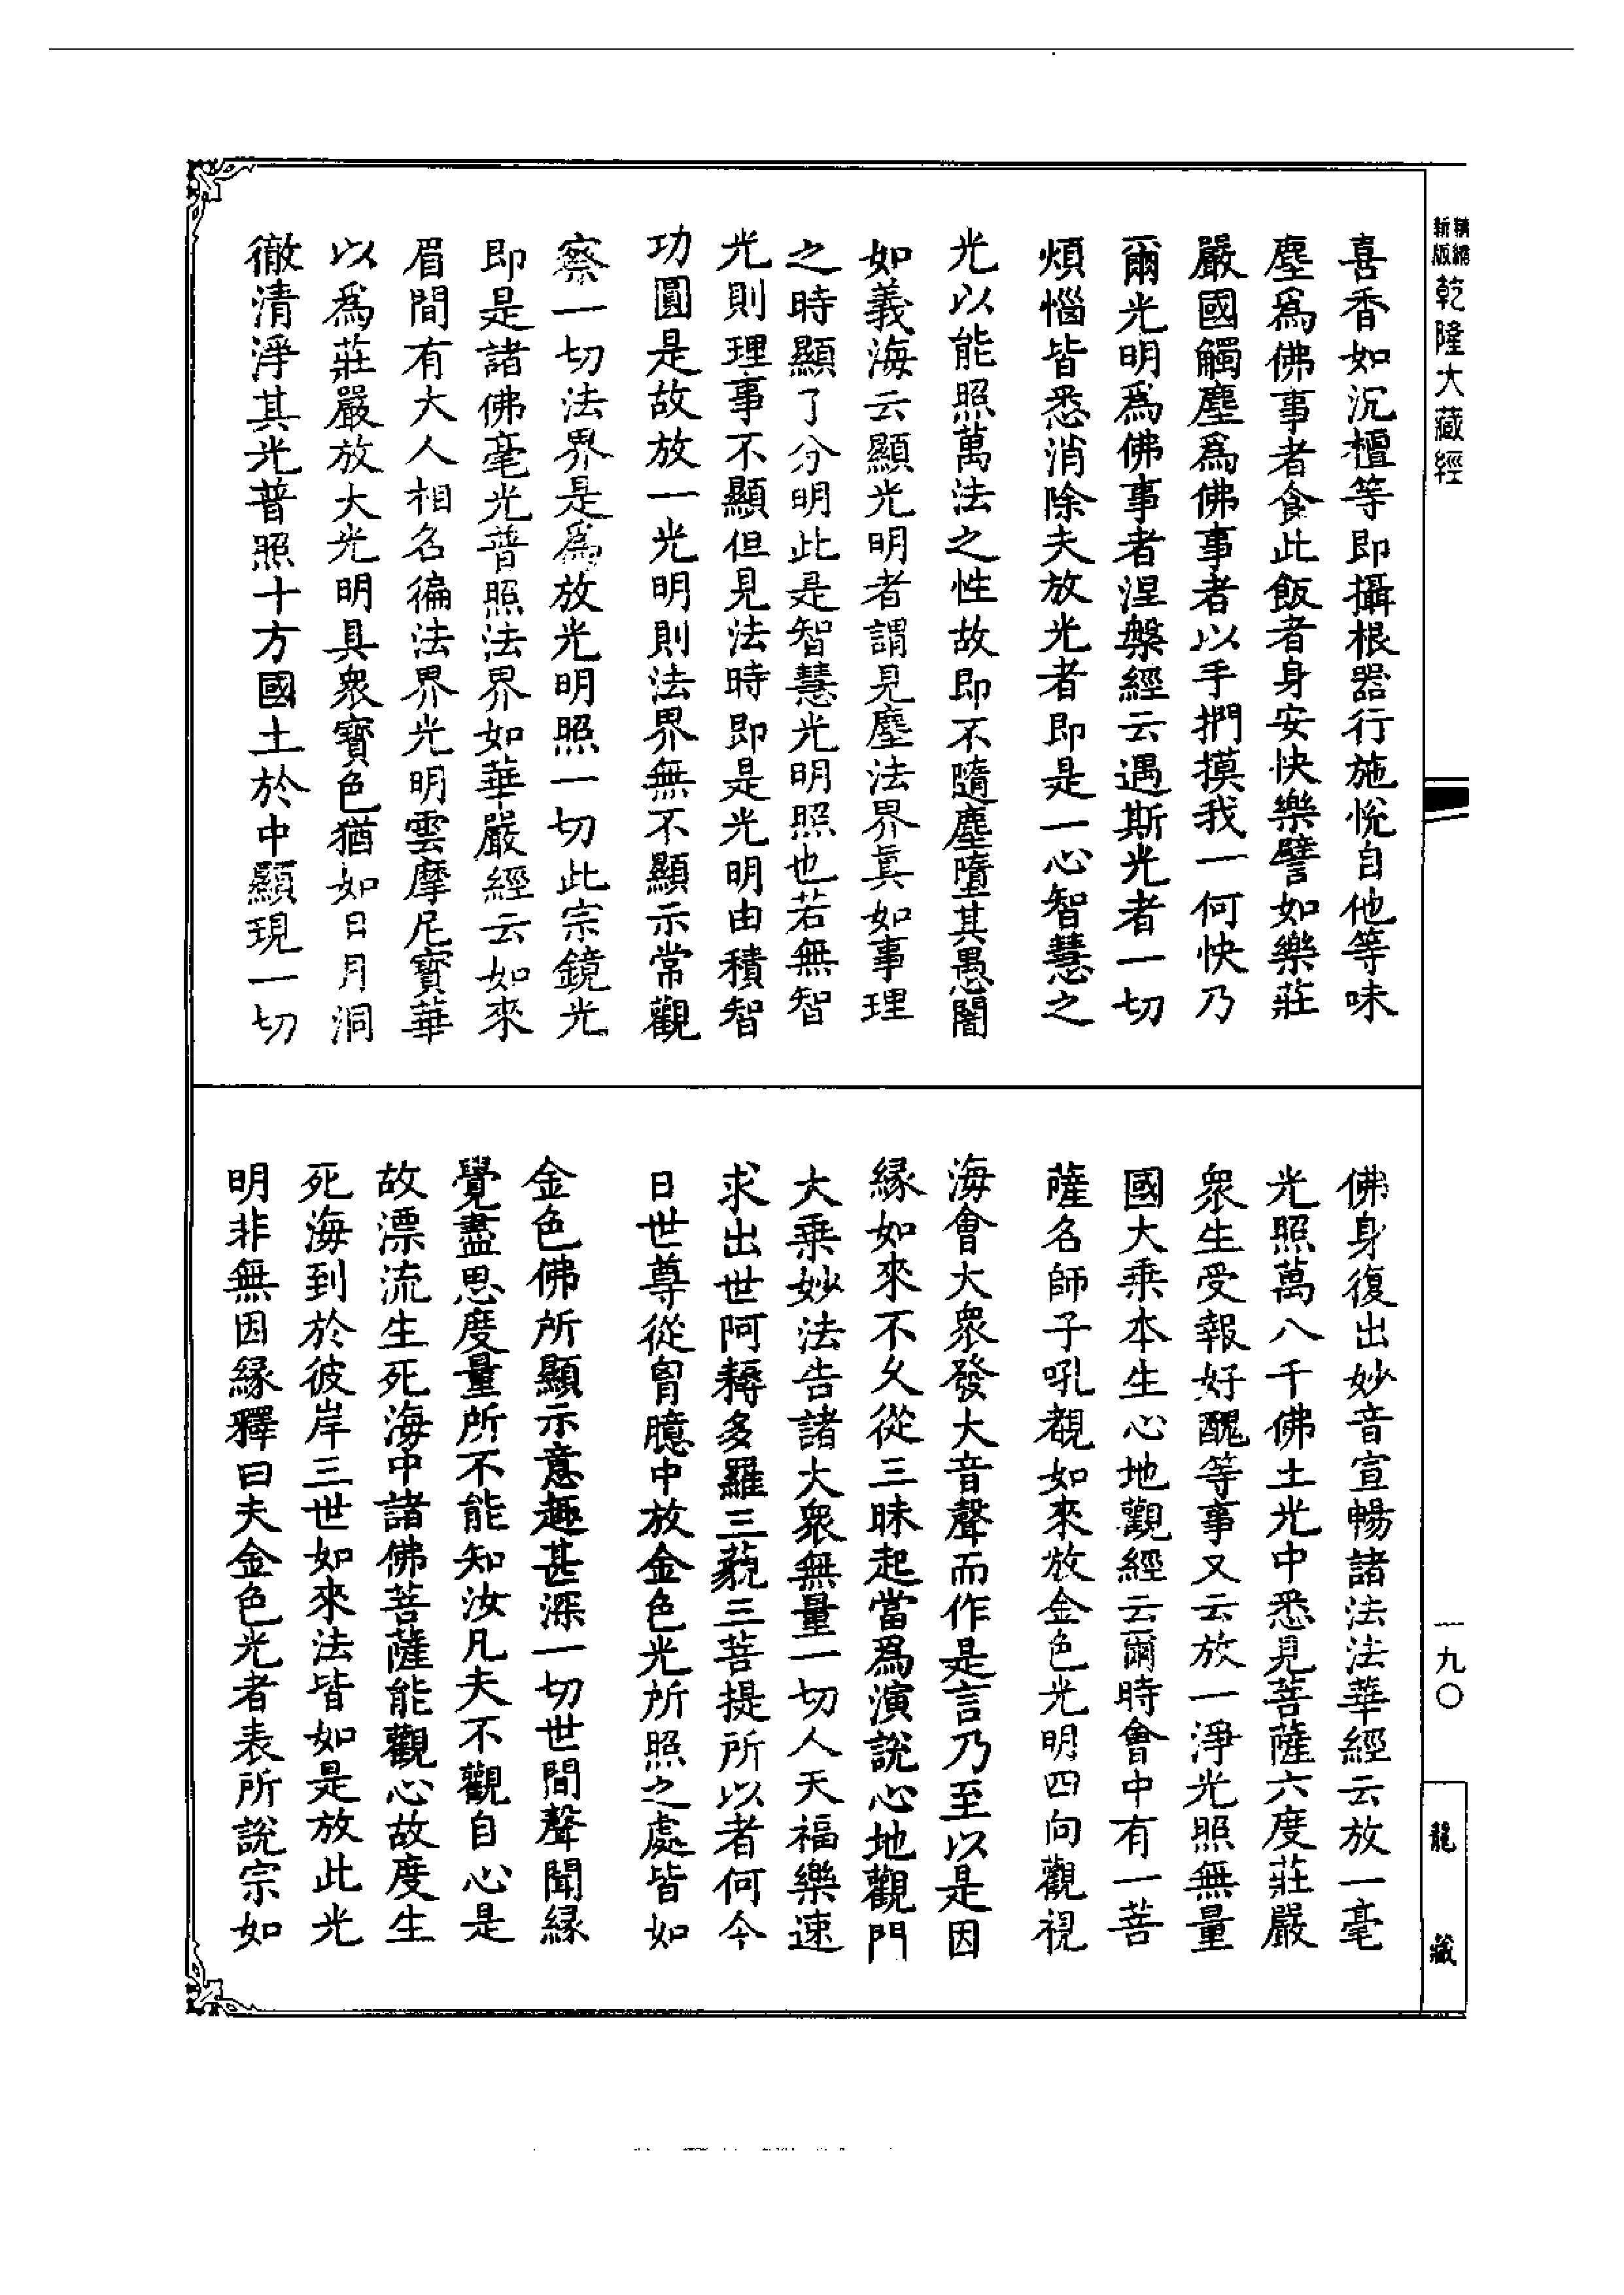 精縮新版乾隆大藏經
一九〇
龍藏
喜香如沉檀等即攝根器行施悅自他等味
塵爲佛事者食此飯者身安快樂譬如樂莊
嚴國觸塵爲佛事者以手捫摸我一何快乃
爾光明爲佛事者涅槃經云遇斯光者一切
煩惱皆悉消除夫放光者即是一心智慧之
光以能照萬法之性故即不隨塵墮其愚闇
如義海云顯光明者謂見塵法界真如事理
之時顯了分明此是智慧光明照也若無智
光則理事不顯但見法時即是光明由積智
功圓是故放一光明則法界無不顯示常觀
察一切法界是爲放光明照一切此宗鏡光
即是諸佛毫光普照法界如華嚴經云如來
眉間有大人相名徧法界光明雲摩尼寶華
以爲莊嚴放大光明具衆寶色猶如日月洞
徹清淨其光普照十方國土於中顯現一切
佛身復出妙音宣暢諸法法華經云放一毫
光照萬八千佛土光中悉見菩薩六度莊嚴
衆生受報好醜等事又云放一淨光照無量
國大乘本生心地觀經云爾時會中有一菩
薩名師子吼覩如來放金色光明四向觀視
海會大衆發大音聲而作是言乃至以是因
緣如來不久從三昧起當爲演說心地觀門
大乘妙法告諸大衆無量一切人天福樂速
求出世阿耨多羅三藐三菩提所以者何今
日世尊從胷臆中放金色光所照之處皆如
金色佛所顯示意趣甚深一切世間聲聞緣
覺盡思度量所不能知汝凡夫不觀自心是
故漂流生死海中諸佛菩薩能觀心故度生
死海到於彼岸三世如來法皆如是放此光
明非無因緣釋曰夫金色光者表所說宗如